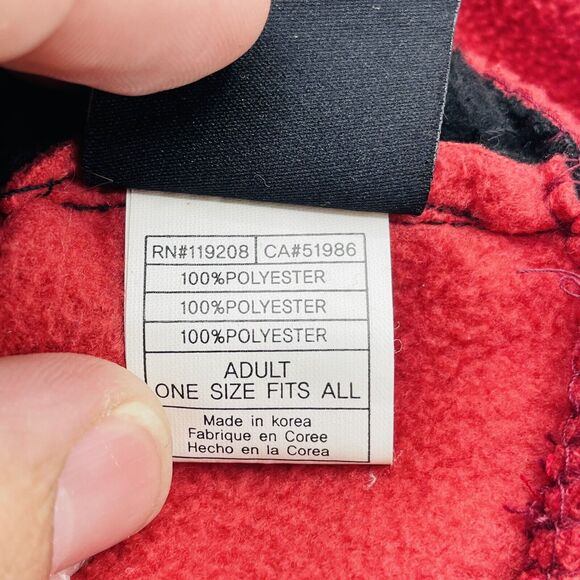 RN#119208 CA#51986
100%POLYESTER
100%POLYESTER
100%POLYESTER
ADULT
ONE SIZE FITS ALL
Made in korea
Fabrique en Coree
Hecho en la Corea